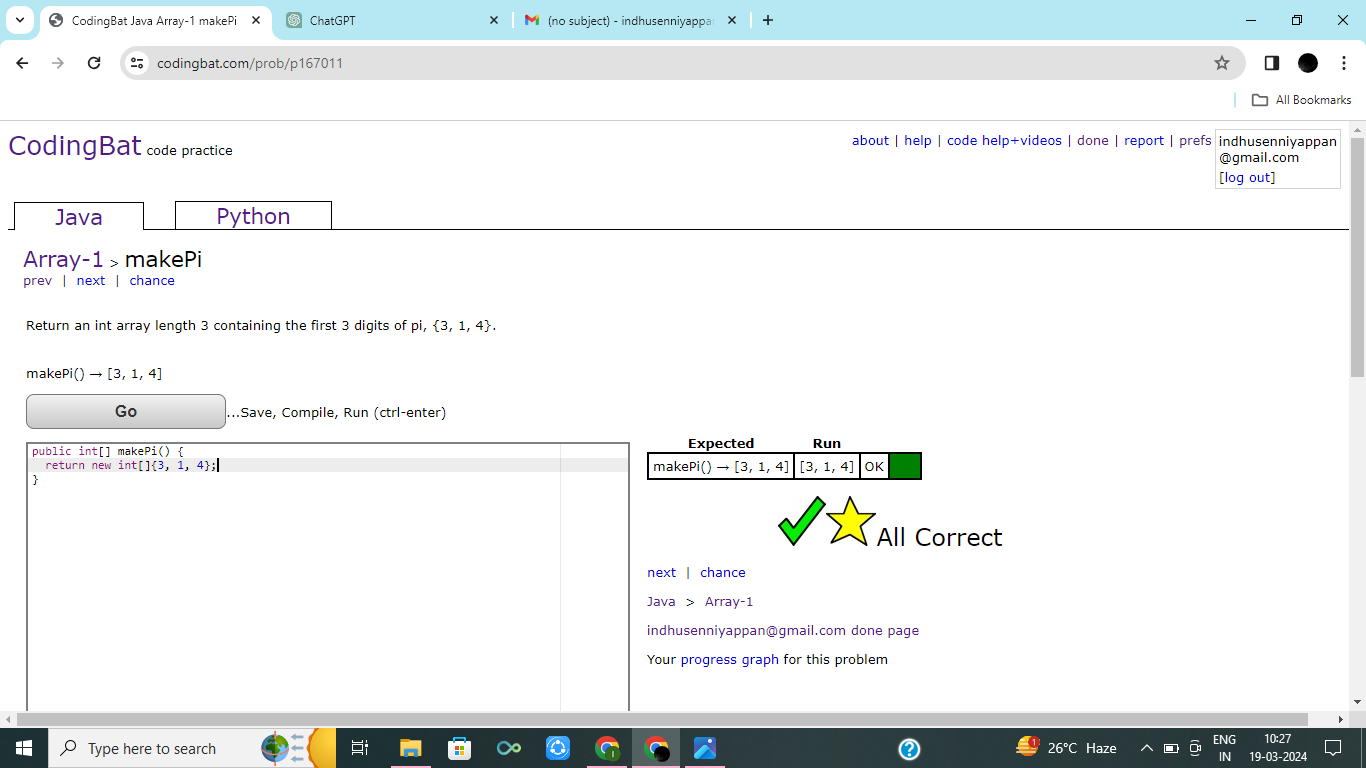 CodingBat Java Array-1 makePi
ChatGPT
(no subject) - indhusenniyappa
codingbat.com/prob/p167011
All Bookmarks
CodingBat code practice
about | help | code help+videos | done | report | prefs
indhusenniyappan
@gmail.com
[log out]
Java
Python
Array-1 > makePi
prev | next | chance
Return an int array length 3 containing the first 3 digits of pi, {3, 1, 4}.
makePi() → [3, 1, 4]
Go
...Save, Compile, Run (ctrl-enter)
public int[] makePi() {
return new int[]{3, 1, 4};
}
Expected Run
makePi() → [3, 1, 4] [3, 1, 4] OK
All Correct
next | chance
Java > Array-1
indhusenniyappan@gmail.com done page
Your progress graph for this problem
Type here to search
1
26°C Haze
ENG
IN
10:27
19-03-2024